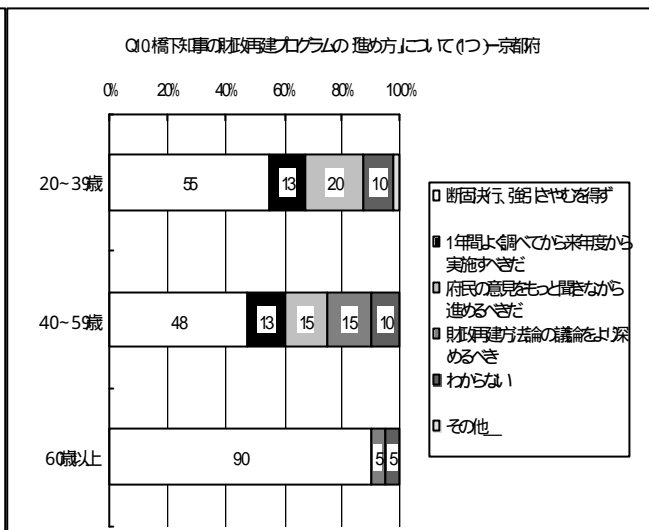 Q10.橋下知事の財政再建プログラムの「進め方」について(1つ)ー京都府
0% 20% 40% 60% 80% 100%
20~39歳 55 13 20 10
40~59歳 48 13 15 15 10
60歳以上 90 5 5
断固決行、強引さやむを得ず
1年間よく調べてから来年度から
実施すべきだ
府民の意見をもっと聞きながら
進めるべきだ
財政再建方法論の議論をより深
めるべき
わからない
その他__